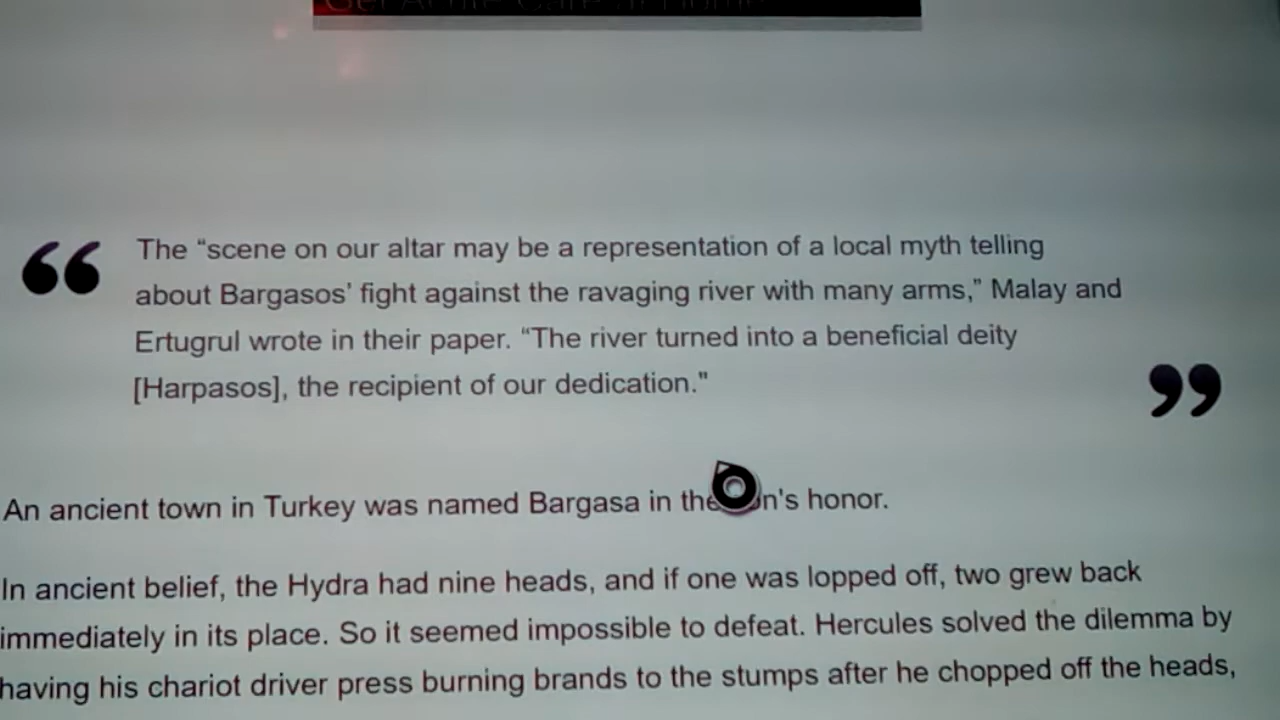 Get Acute Care at Home
The “scene on our altar may be a representation of a local myth telling
about Bargasos’ fight against the ravaging river with many arms,” Malay and
Ertugrul wrote in their paper. “The river turned into a beneficial deity
[Harpasos], the recipient of our dedication."
An ancient town in Turkey was named Bargasa in the n's honor.
In ancient belief, the Hydra had nine heads, and if one was lopped off, two grew back
immediately in its place. So it seemed impossible to defeat. Hercules solved the dilemma by
having his chariot driver press burning brands to the stumps after he chopped off the heads,